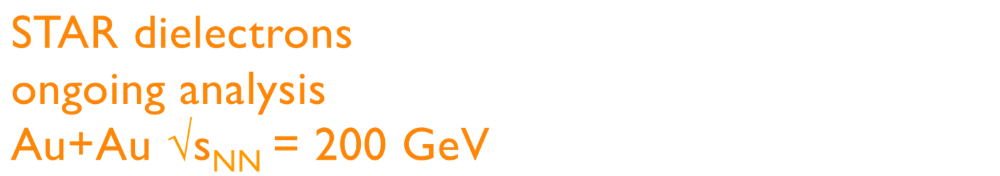 STAR dielectrons
ongoing analysis
Au+Au √sNN = 200 GeV